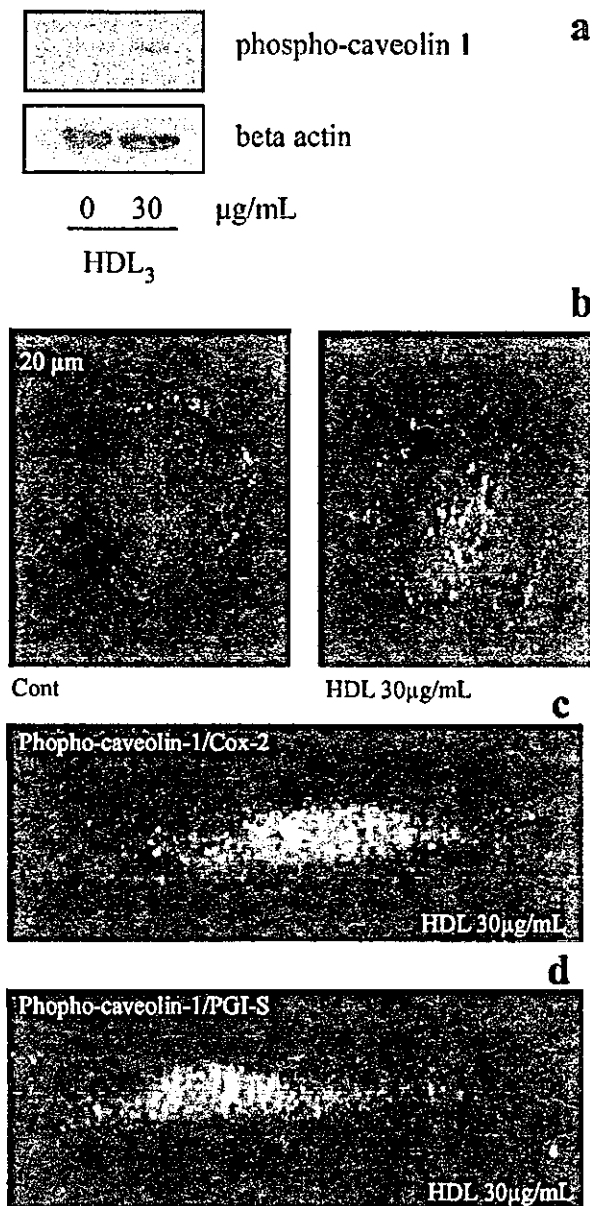 a
phospho-caveolin 1
beta actin
0 30 µg/mL
HDL3
b
20 µm
Cont
HDL 30µg/mL
c
Phopho-caveolin-1/Cox-2
HDL 30µg/mL
d
Phopho-caveolin-1/PGI-S
HDL 30µg/mL